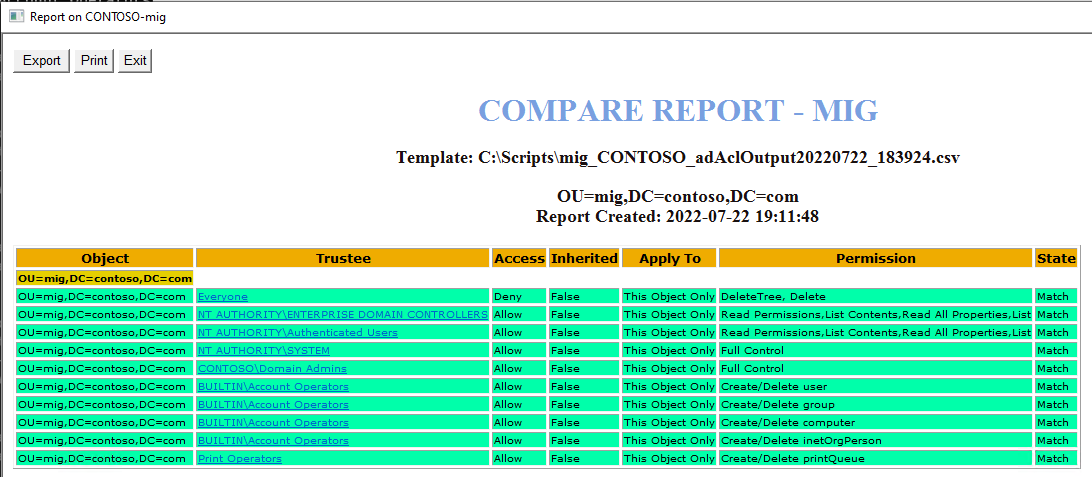 Report on CONTOSO-mig
Export Print Exit
COMPARE REPORT - MIG
Template: C:\Scripts\mig_CONTOSO_adAclOutput20220722_183924.csv
OU=mig,DC=contoso,DC=com
Report Created: 2022-07-22 19:11:48
Object Trustee Access Inherited Apply To Permission State
OU=mig,DC=contoso,DC=com
OU=mig,DC=contoso,DC=com Everyone Deny False This Object Only DeleteTree, Delete Match
OU=mig,DC=contoso,DC=com NT AUTHORITY\ENTERPRISE DOMAIN CONTROLLERS Allow False This Object Only Read Permissions,List Contents,Read All Properties,List Match
OU=mig,DC=contoso,DC=com NT AUTHORITY\Authenticated Users Allow False This Object Only Read Permissions,List Contents,Read All Properties,List Match
OU=mig,DC=contoso,DC=com NT AUTHORITY\SYSTEM Allow False This Object Only Full Control Match
OU=mig,DC=contoso,DC=com CONTOSO\Domain Admins Allow False This Object Only Full Control Match
OU=mig,DC=contoso,DC=com BUILTIN\Account Operators Allow False This Object Only Create/Delete user Match
OU=mig,DC=contoso,DC=com BUILTIN\Account Operators Allow False This Object Only Create/Delete group Match
OU=mig,DC=contoso,DC=com BUILTIN\Account Operators Allow False This Object Only Create/Delete computer Match
OU=mig,DC=contoso,DC=com BUILTIN\Account Operators Allow False This Object Only Create/Delete inetOrgPerson Match
OU=mig,DC=contoso,DC=com Print Operators Allow False This Object Only Create/Delete printQueue Match